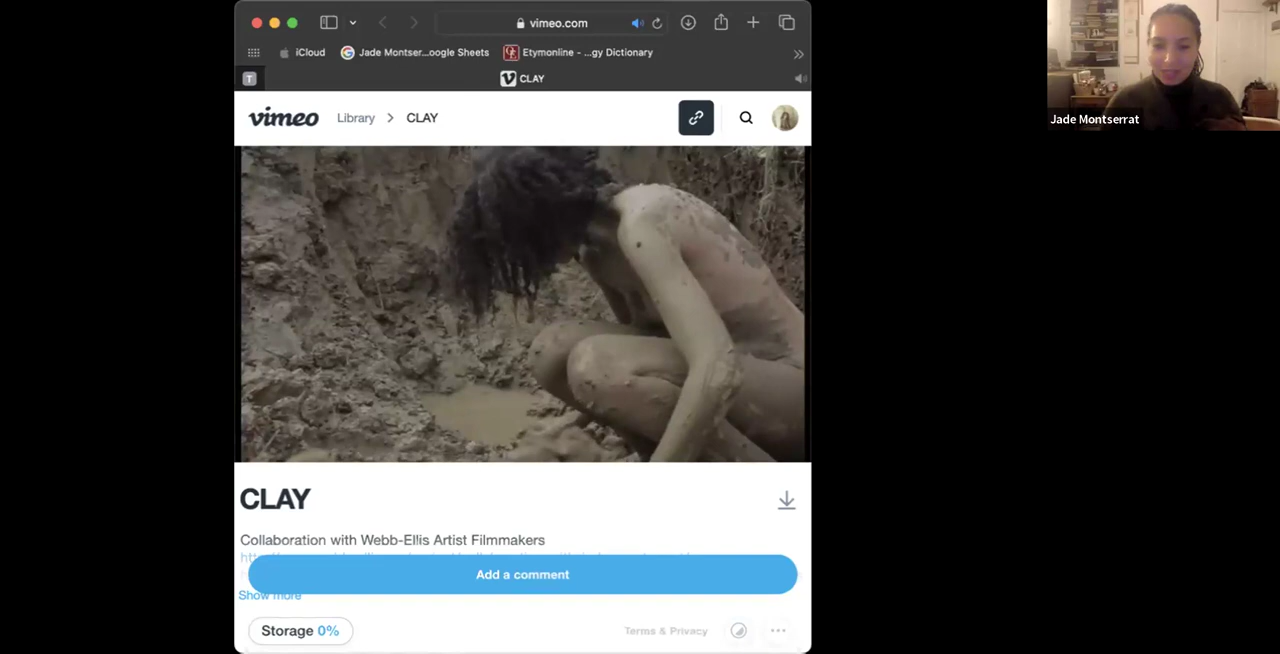 vimeo.com
iCloud
Jade Montser...oogle Sheets
Etymonline - ...gy Dictionary
T
CLAY
vimeo
Library > CLAY
Jade Montserrat
CLAY
Collaboration with Webb-Ellis Artist Filmmakers
Add a comment
Show more
Storage 0%
Terms & Privacy